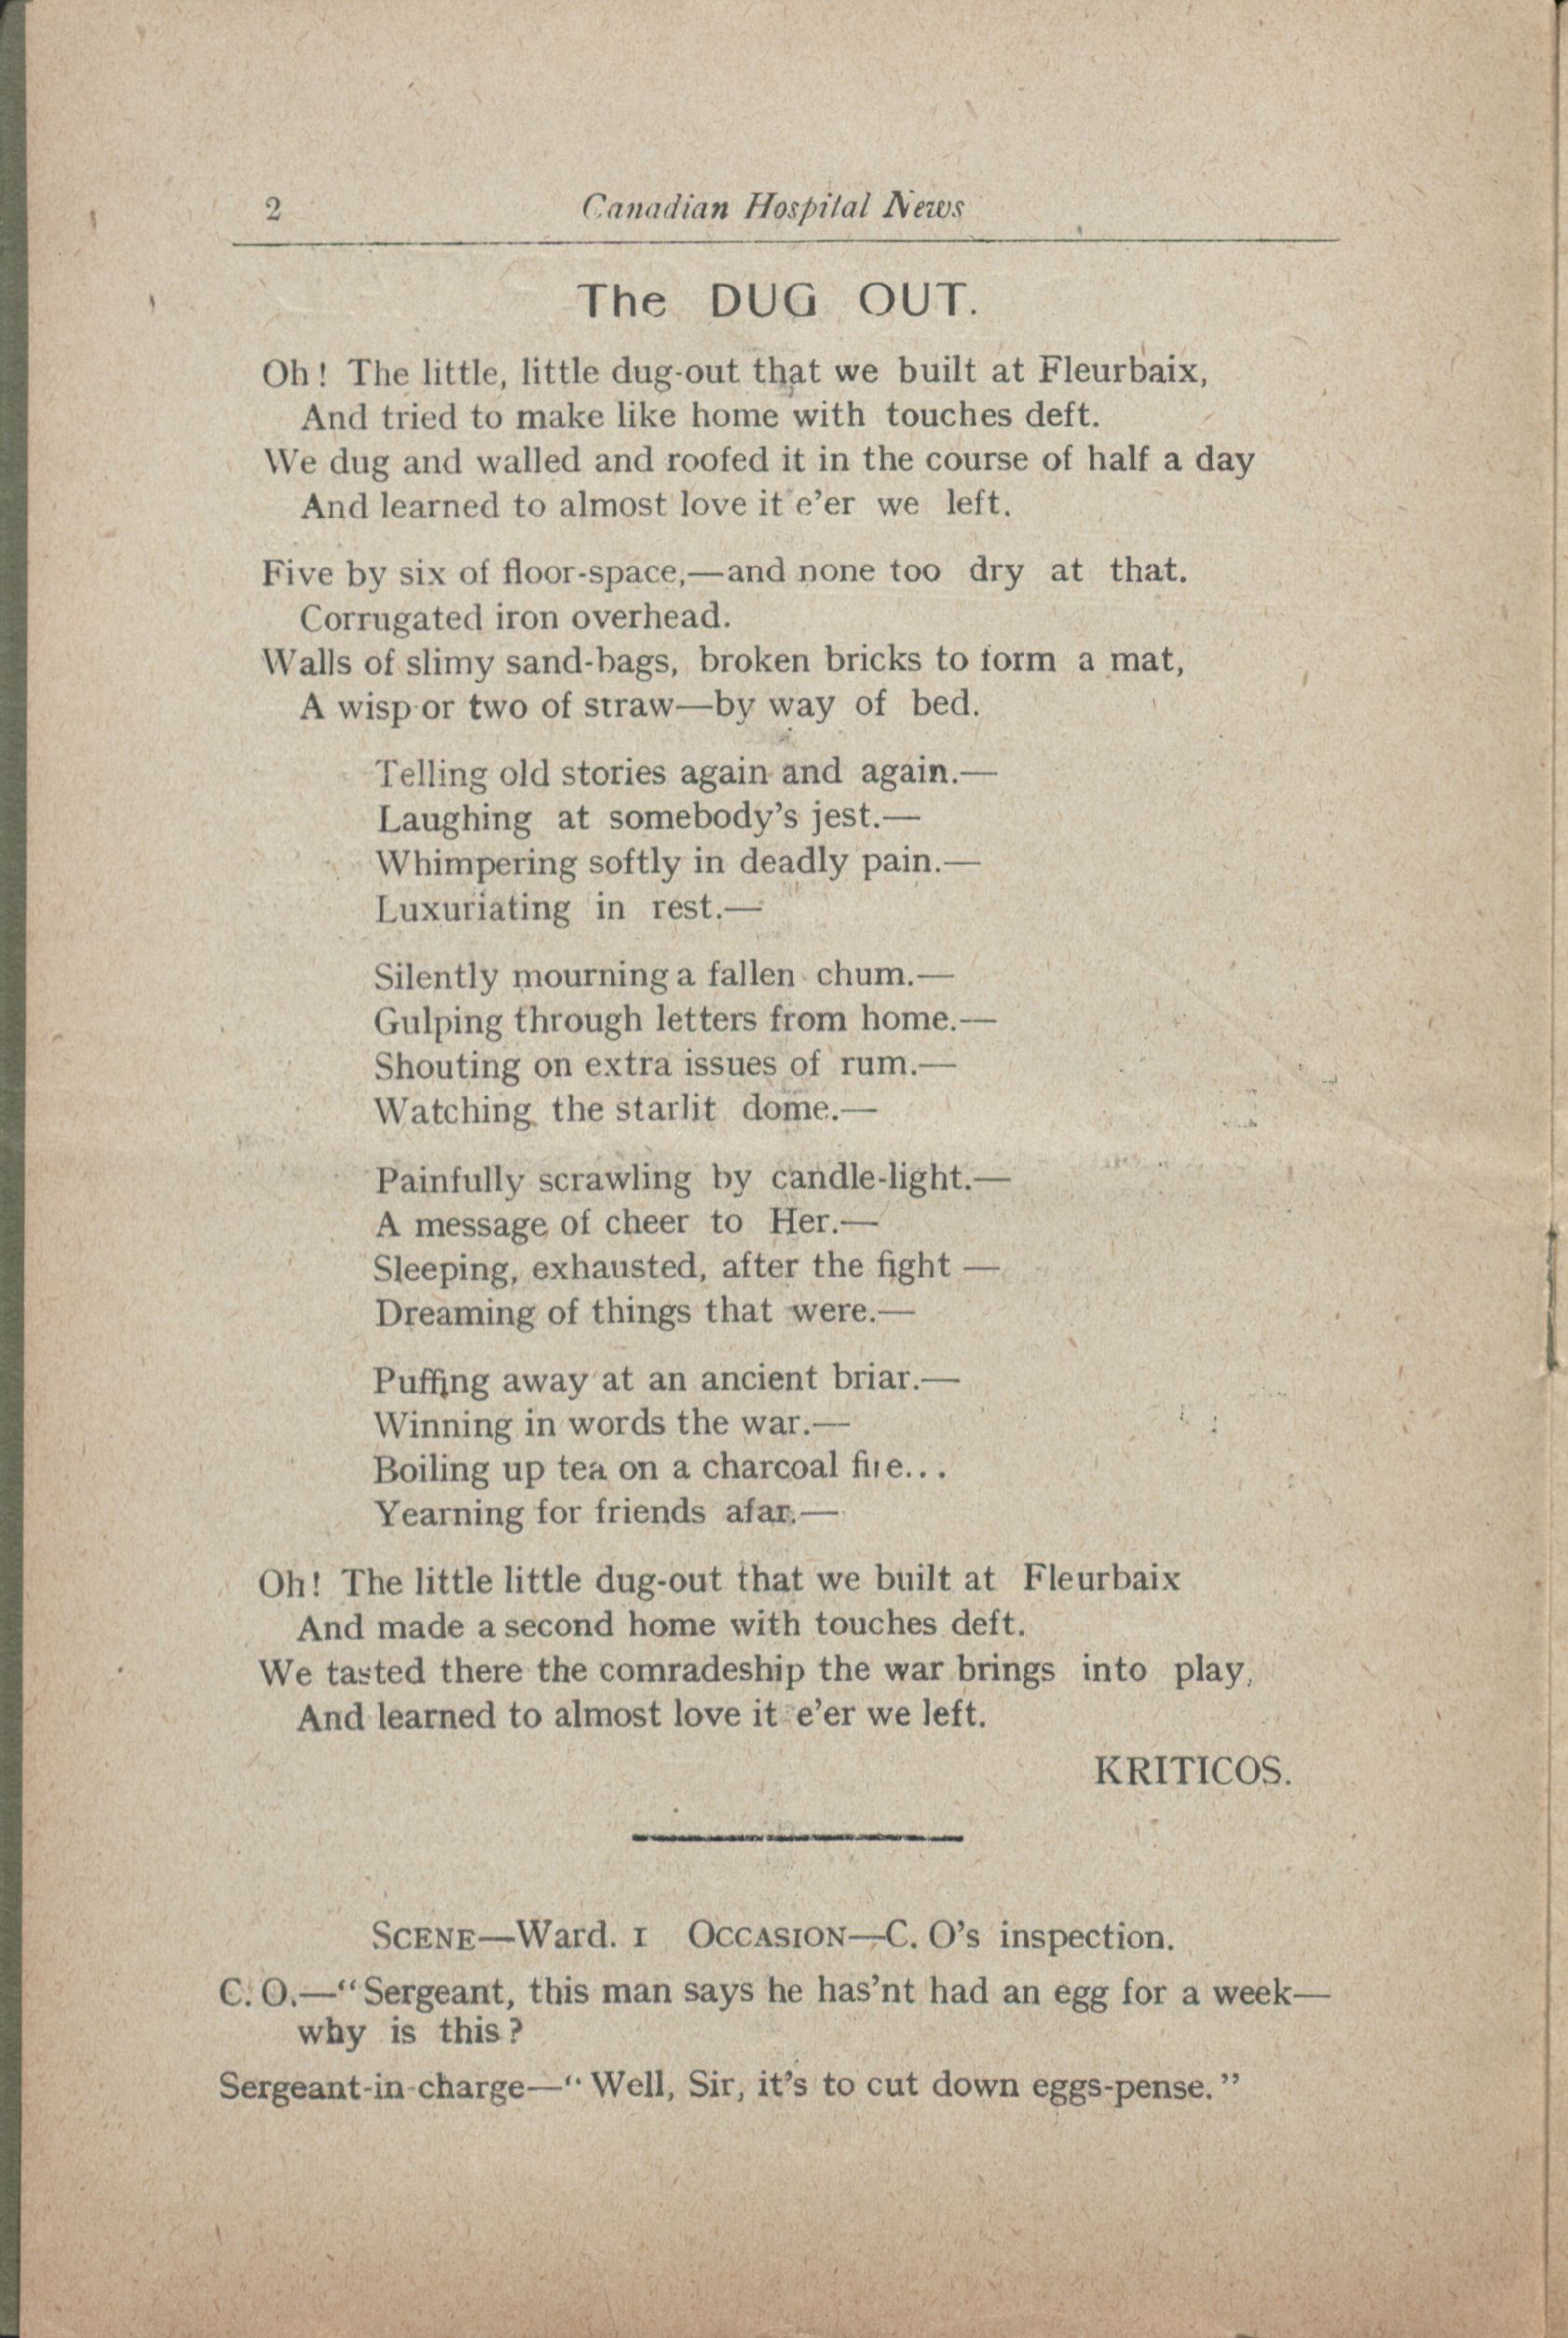 2 Canadian Hospital News
The DUG OUT.
Oh! The little, little dug-out that we built at Fleurbaix,
And tried to make like home with touches deft.
We dug and walled and roofed it in the course of half a day
And learned to almost love it e'er we left.
Five by six of floor-space,—and none too dry at that.
Corrugated iron overhead.
Walls of slimy sand-bags, broken bricks to form a mat,
A wisp or two of straw—by way of bed.
Telling old stories again and again.—
Laughing at somebody's jest.—
Whimpering softly in deadly pain.—
Luxuriating in rest.—
Silently mourning a fallen chum.—
Gulping through letters from home.—
Shouting on extra issues of rum.—
Watching the starlit dome.—
Painfully scrawling by candle-light.—
A message of cheer to Her.—
Sleeping, exhausted, after the fight —
Dreaming of things that were.—
Puffing away at an ancient briar.—
Winning in words the war.—
Boiling up tea on a charcoal fire...
Yearning for friends afar.—
Oh! The little little dug-out that we built at Fleurbaix
And made a second home with touches deft.
We tasted there the comradeship the war brings into play,
And learned to almost love it e'er we left.
KRITICOS.
SCENE—Ward. I OCCASION—C. O's inspection.
C. O.—"Sergeant, this man says he has'nt had an egg for a week—
why is this?
Sergeant-in-charge—"Well, Sir, it's to cut down eggs-pense."